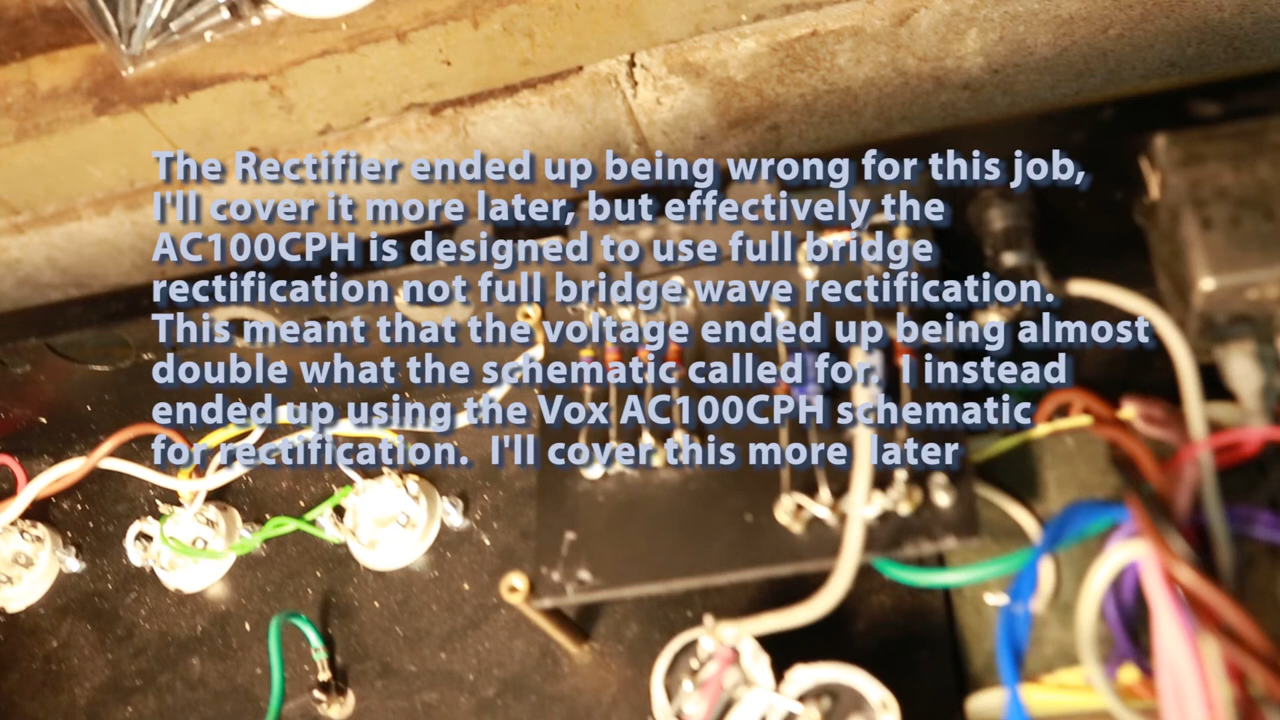 The Rectifier ended up being wrong for this job,
I'll cover it more later, but effectively the
AC100CPH is designed to use full bridge
rectification not full bridge wave rectification.
This meant that the voltage ended up being almost
double what the schematic called for.  I instead
ended up using the Vox AC100CPH schematic
for rectification.  I'll cover this more  later